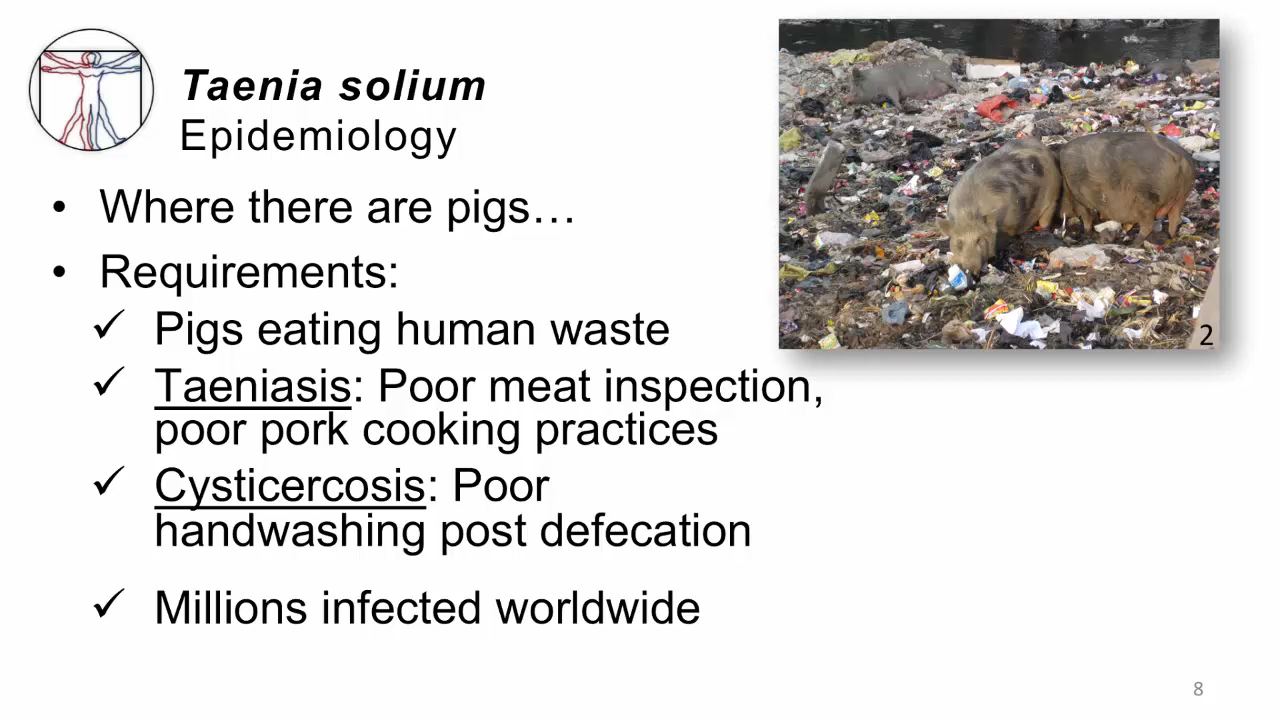 Taenia solium
Epidemiology
• Where there are pigs…
• Requirements:
✓ Pigs eating human waste
✓ Taeniasis: Poor meat inspection,
poor pork cooking practices
✓ Cysticercosis: Poor
handwashing post defecation
✓ Millions infected worldwide
2
8